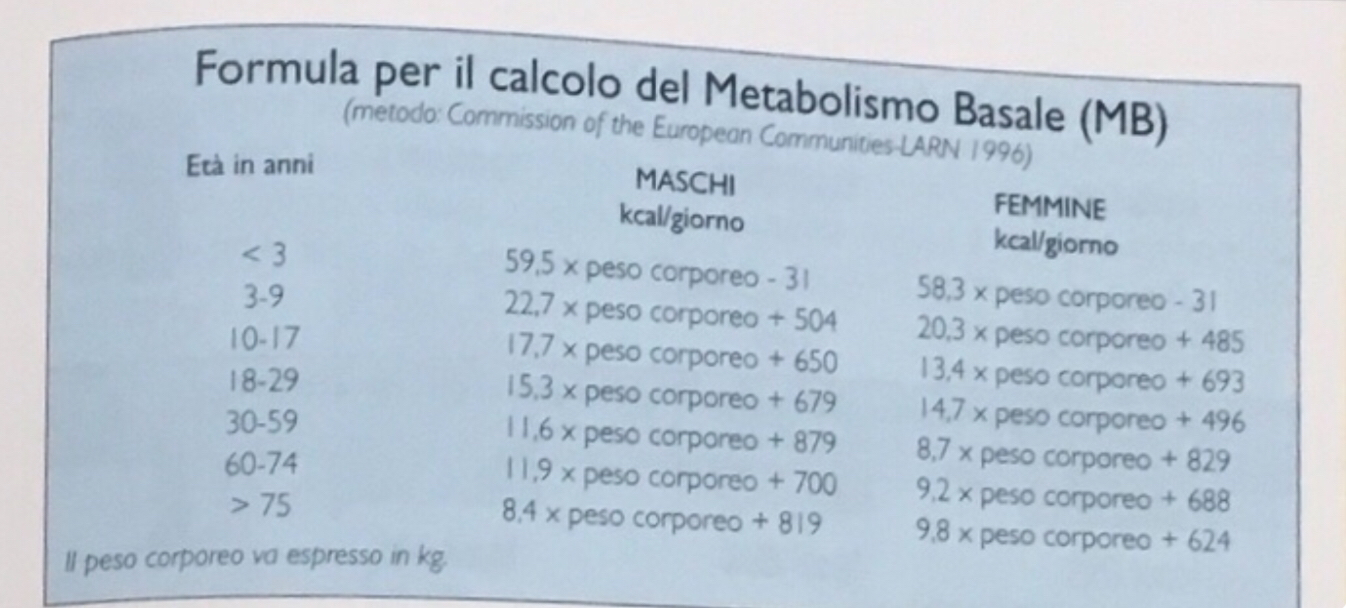 Formula per il calcolo del Metabolismo Basale (MB)
(metodo: Commission of the European Communities-LARN 1996)
Età in anni MASCHI FEMMINE
kcal/giorno kcal/giorno
< 3 59,5 x peso corporeo - 31 58,3 x peso corporeo - 31
3-9 22,7 x peso corporeo + 504 20,3 x peso corporeo + 485
10-17 17,7 x peso corporeo + 650 13,4 x peso corporeo + 693
18-29 15,3 x peso corporeo + 679 14,7 x peso corporeo + 496
30-59 11,6 x peso corporeo + 879 8,7 x peso corporeo + 829
60-74 11,9 x peso corporeo + 700 9,2 x peso corporeo + 688
> 75 8,4 x peso corporeo + 819 9,8 x peso corporeo + 624
Il peso corporeo va espresso in kg.